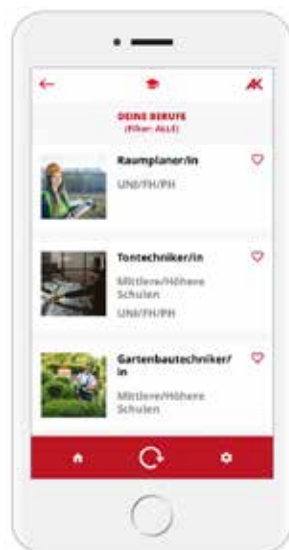 AK
DEINE BERUFE
(Filter: ALLE)
Raumplaner/in
UNI/FH/PH
Tontechniker/in
Mittlere/Höhere
Schulen
UNI/FH/PH
Gartenbautechniker/
in
Mittlere/Höhere
Schulen